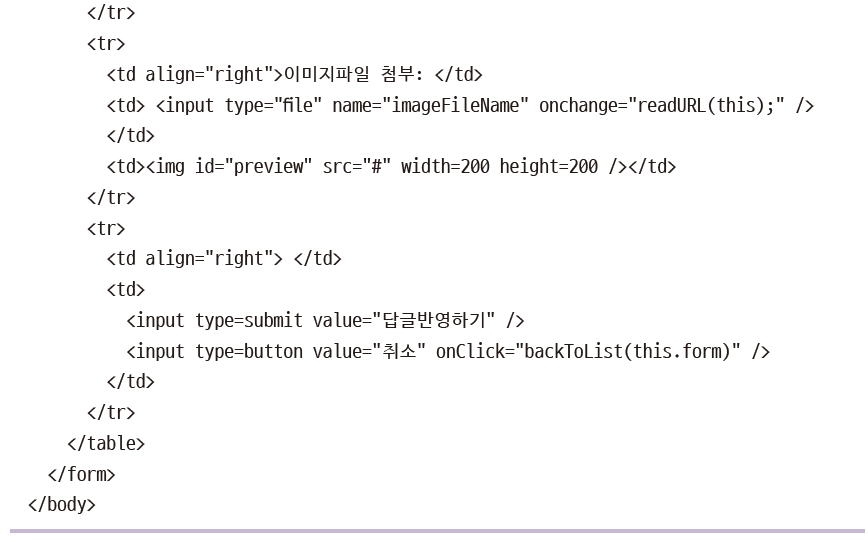 </tr>
<tr>
<td align="right">이미지파일 첨부: </td>
<td> <input type="file" name="imageFileName" onchange="readURL(this);" />
</td>
<td><img id="preview" src="#" width=200 height=200 /></td>
</tr>
<tr>
<td align="right"> </td>
<td>
<input type=submit value="답글반영하기" />
<input type=button value="취소" onClick="backToList(this.form)" />
</td>
</tr>
</table>
</form>
</body>